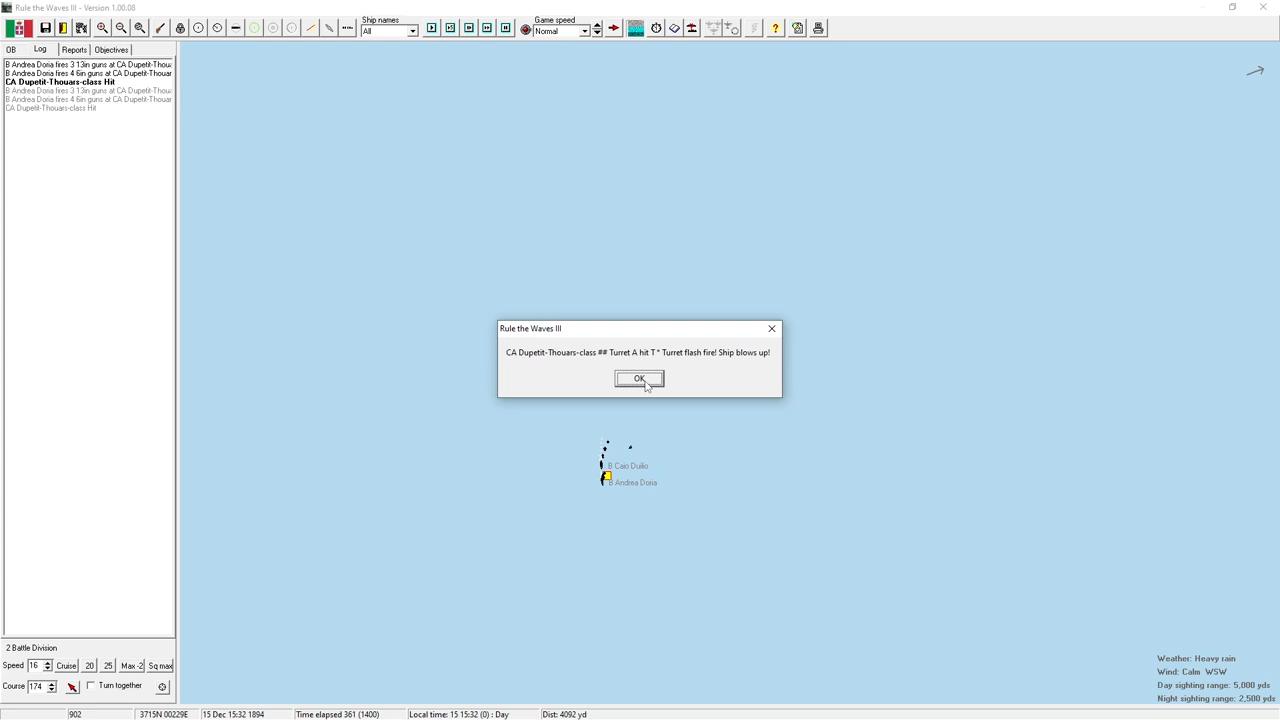 Rule the Waves III - Version 1.00.08
Ship names
All
Game speed
Normal
OB
Log
Reports
Objectives
B Andrea Doria fires 3 13in guns at CA Dupetit-Thoua
B Andrea Doria fires 4 6in guns at CA Dupetit-Thouar
CA Dupetit-Thouars-class Hit
B Andrea Doria fires 3 13in guns at CA Dupetit-Thoua
B Andrea Doria fires 4 6in guns at CA Dupetit-Thouar
CA Dupetit-Thouars-class Hit
Rule the Waves III
CA Dupetit-Thouars-class ## Turret A hit T * Turret flash fire! Ship blows up!
OK
B Caio Duilio
B Andrea Doria
2 Battle Division
Speed 16 Cruise 20 25 Max -2 Sq max
Course 174 Turn together
Weather: Heavy rain
Wind: Calm WSW
Day sighting range: 5,000 yds
Night sighting range: 2,500 yds
902 3715N 00229E 15 Dec 15:32 1894 Time elapsed 361 (1400) Local time: 15 15:32 (0) : Day Dist: 4092 yd